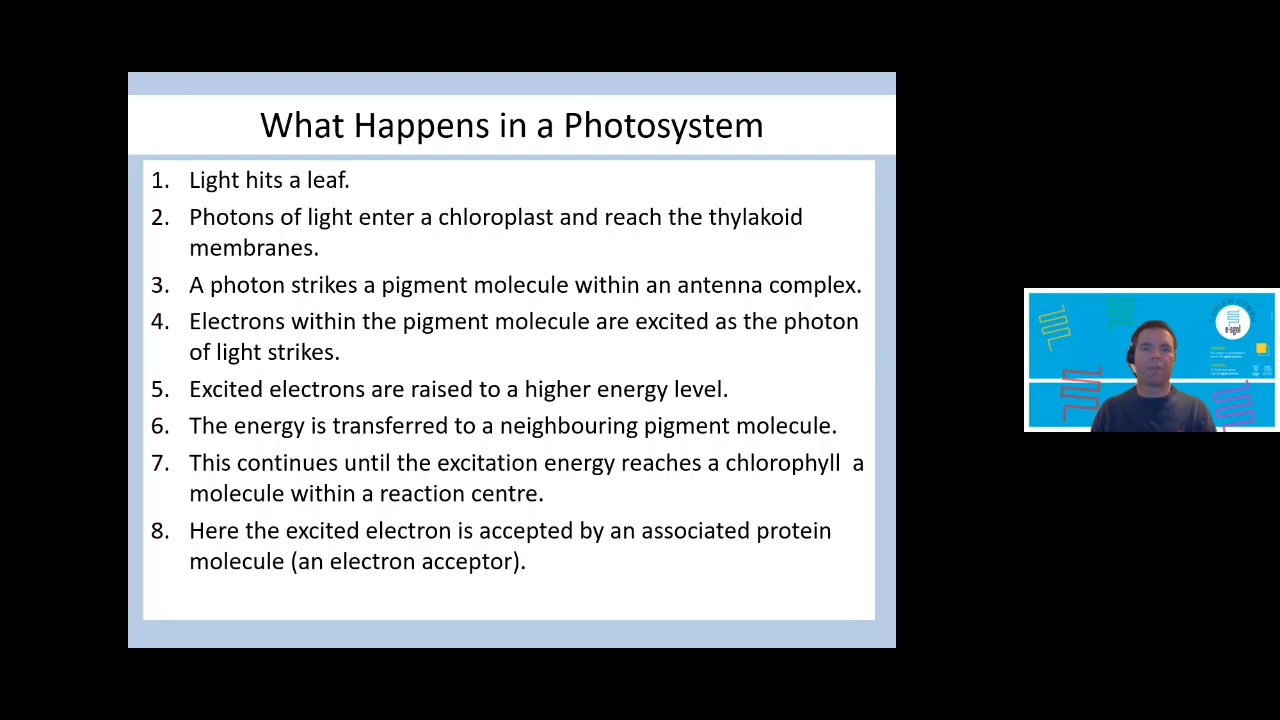 What Happens in a Photosystem
1. Light hits a leaf.
2. Photons of light enter a chloroplast and reach the thylakoid
membranes.
3. A photon strikes a pigment molecule within an antenna complex.
4. Electrons within the pigment molecule are excited as the photon
of light strikes.
5. Excited electrons are raised to a higher energy level.
6. The energy is transferred to a neighbouring pigment molecule.
7. This continues until the excitation energy reaches a chlorophyll  a
molecule within a reaction centre.
8. Here the excited electron is accepted by an associated protein
molecule (an electron acceptor).
e-sgol